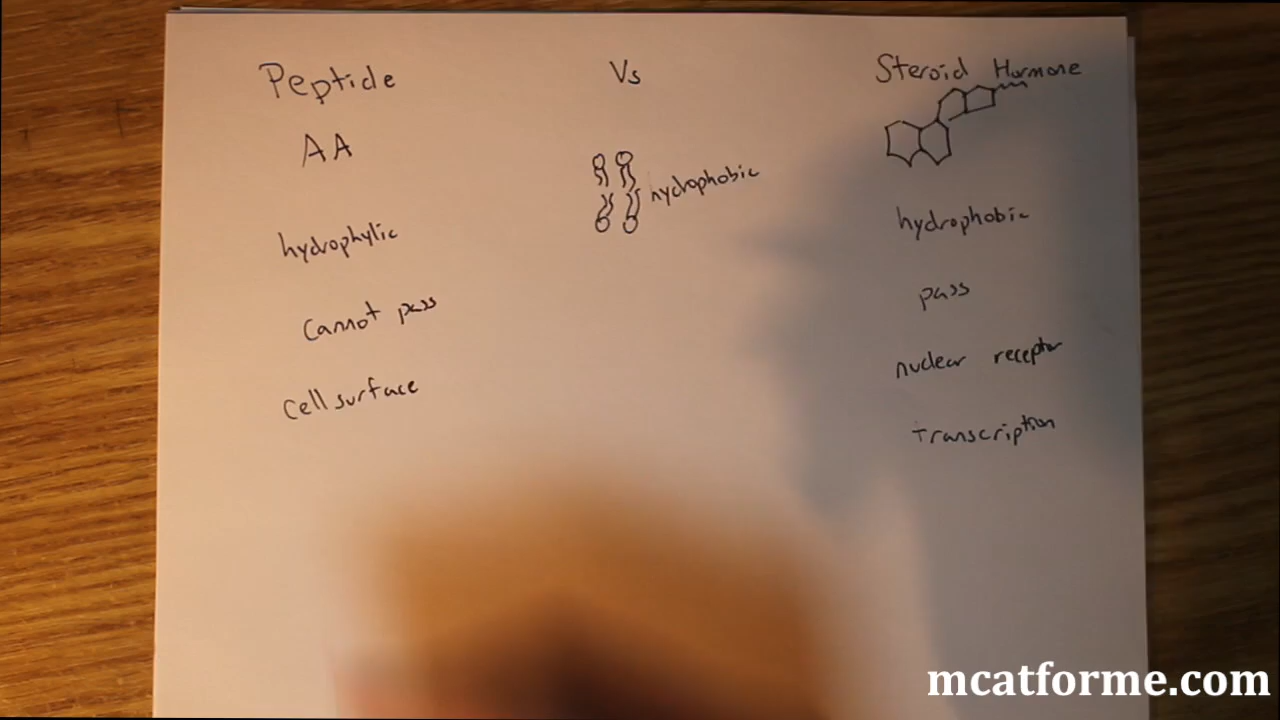 Peptide Vs Steroid Hormone
AA
hydrophobic
hydrophylic
hydrophobic
Cannot pass
pass
Cell surface
nuclear receptor
transcription
mcatforme.com